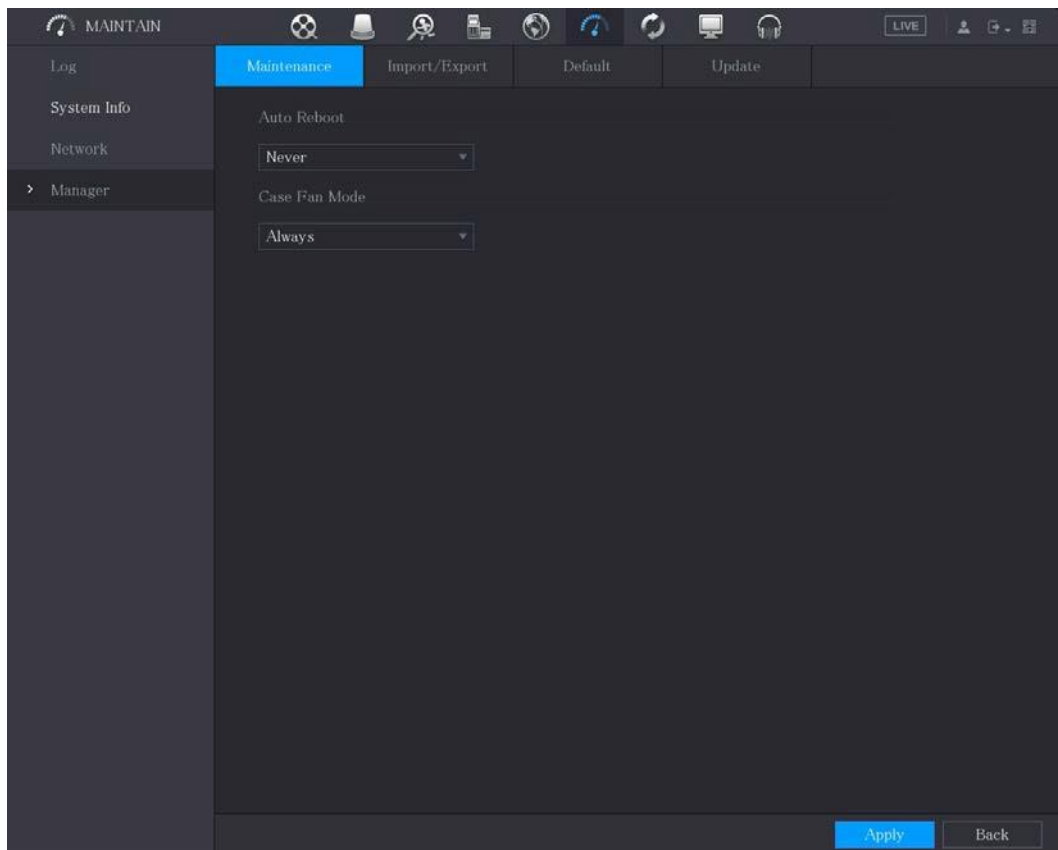 MAINTAIN
LIVE
Log
System Info
Network
Manager
Maintenance
Import/Export
Default
Update
Auto Reboot
Never
Case Fan Mode
Always
Apply
Back